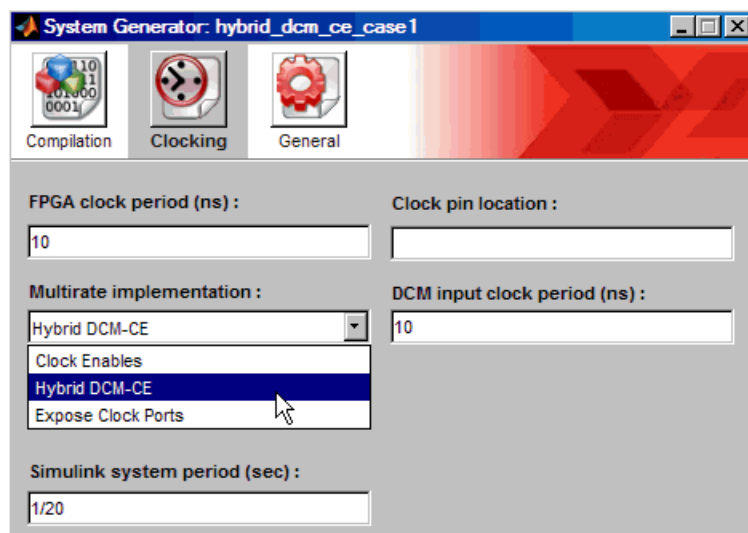 System Generator: hybrid_dcm_ce_case1
Compilation
Clocking
General
FPGA clock period (ns) :
Clock pin location :
10
Multirate implementation :
DCM input clock period (ns) :
Hybrid DCM-CE
10
Clock Enables
Hybrid DCM-CE
Expose Clock Ports
Simulink system period (sec) :
1/20